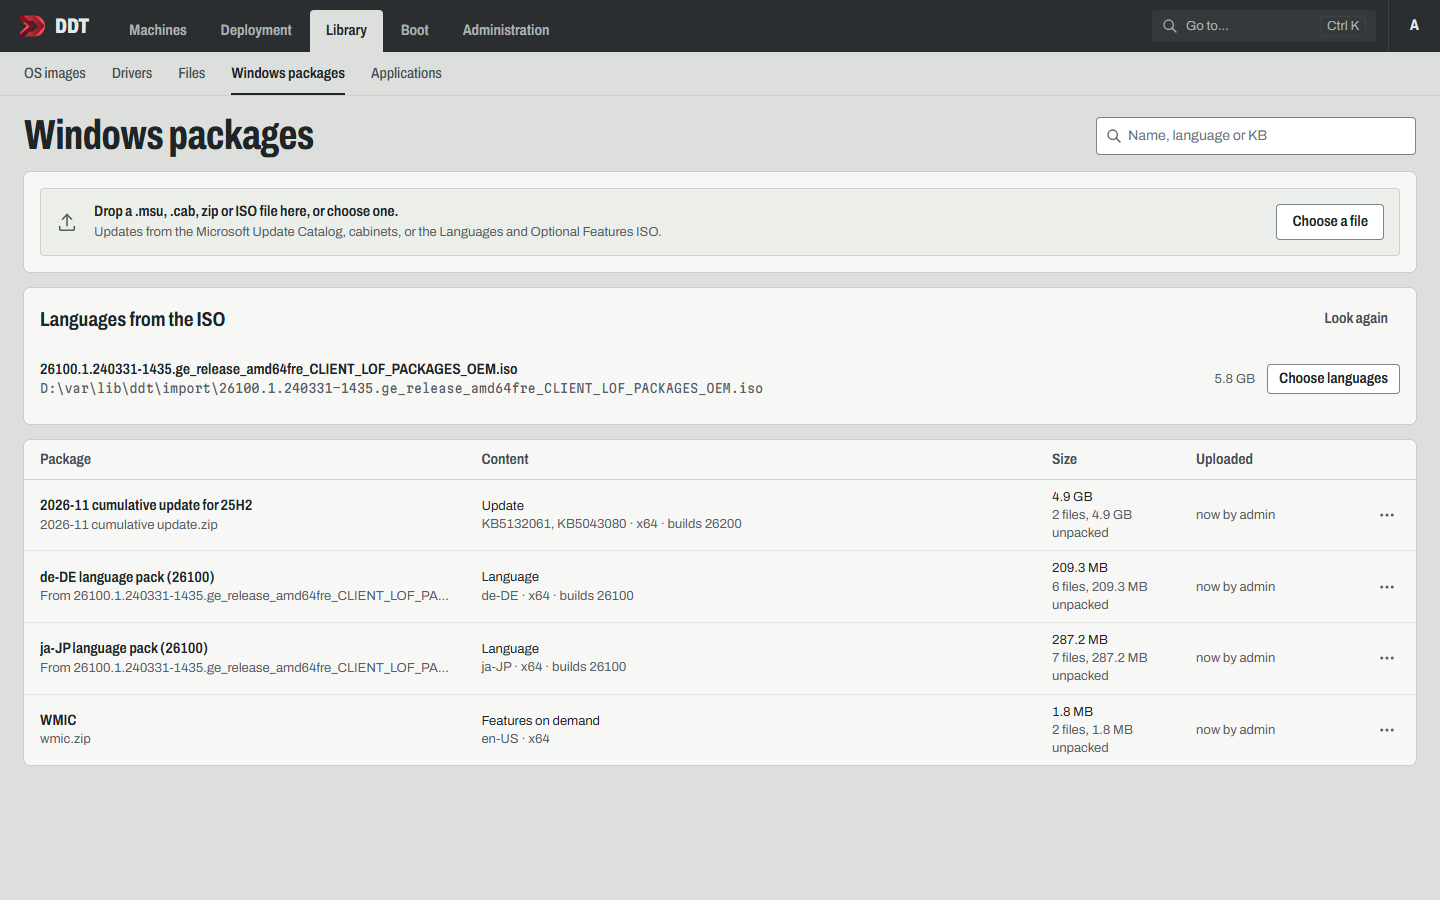 DDT
Machines
Deployment
Library
Boot
Administration
Go to...
Ctrl K
A
OS images
Drivers
Files
Windows packages
Applications
Windows packages
Name, language or KB
Drop a .msu, .cab, zip or ISO file here, or choose one.
Updates from the Microsoft Update Catalog, cabinets, or the Languages and Optional Features ISO.
Choose a file
Languages from the ISO
Look again
26100.1.240331-1435.ge_release_amd64fre_CLIENT_LOF_PACKAGES_OEM.iso
D:\var\lib\ddt\import\26100.1.240331-1435.ge_release_amd64fre_CLIENT_LOF_PACKAGES_OEM.iso
5.8 GB
Choose languages
Package
Content
Size
Uploaded
2026-11 cumulative update for 25H2
2026-11 cumulative update.zip
Update
KB5132061, KB5043080 · x64 · builds 26200
4.9 GB
2 files, 4.9 GB
unpacked
now by admin
de-DE language pack (26100)
From 26100.1.240331-1435.ge_release_amd64fre_CLIENT_LOF_PA...
Language
de-DE · x64 · builds 26100
209.3 MB
6 files, 209.3 MB
unpacked
now by admin
ja-JP language pack (26100)
From 26100.1.240331-1435.ge_release_amd64fre_CLIENT_LOF_PA...
Language
ja-JP · x64 · builds 26100
287.2 MB
7 files, 287.2 MB
unpacked
now by admin
WMIC
wmic.zip
Features on demand
en-US · x64
1.8 MB
2 files, 1.8 MB
unpacked
now by admin